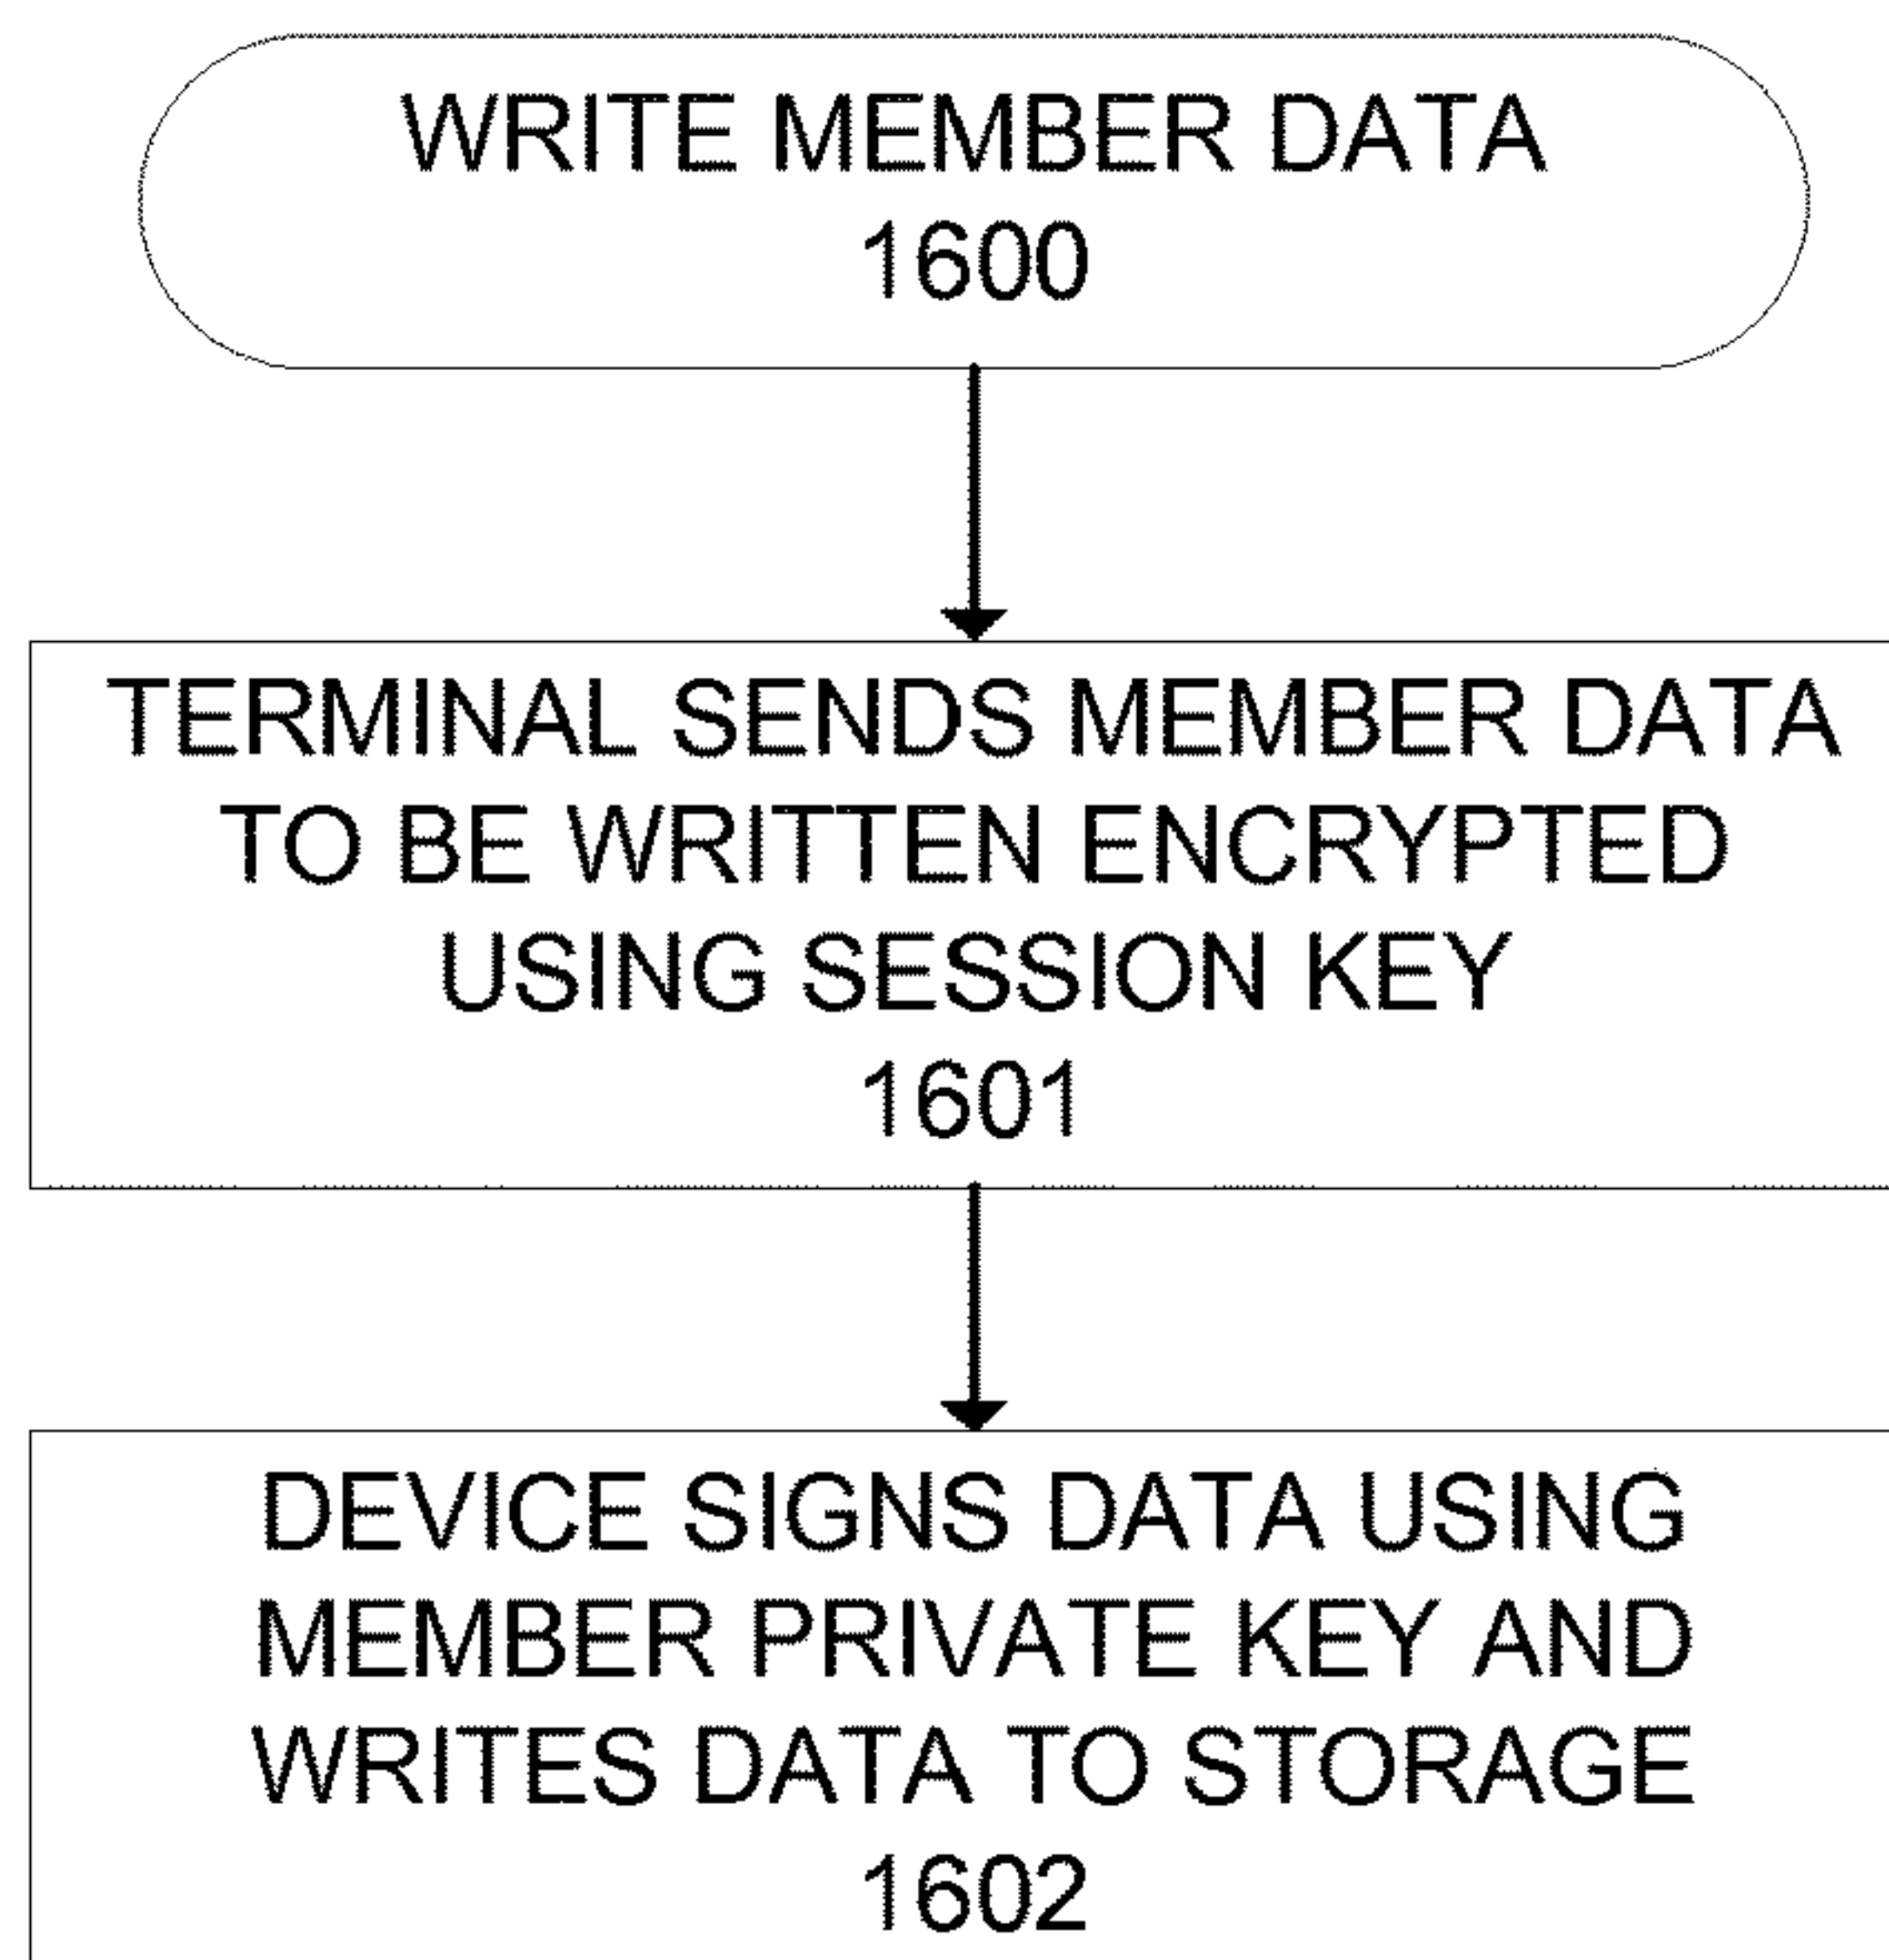 WRITE MEMBER DATA
1600
TERMINAL SENDS MEMBER DATA
TO BE WRITTEN ENCRYPTED
USING SESSION KEY
1601
DEVICE SIGNS DATA USING
MEMBER PRIVATE KEY AND
WRITES DATA TO STORAGE
1602